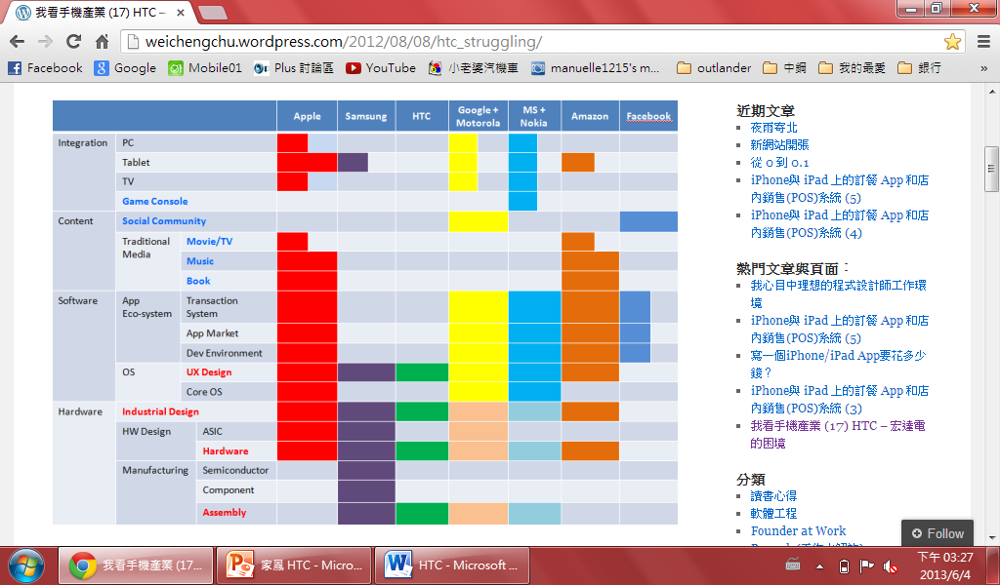 我看手機產業 (17) HTC –
weichengchu.wordpress.com/2012/08/08/htc_struggling/
Facebook Google Mobile01 Plus 討論區 YouTube 小老婆汽機車 manuelle1215's m... outlander 中鋼 我的最愛 銀行 »
Apple Samsung HTC Google + Motorola MS + Nokia Amazon Facebook
Integration PC
Tablet
TV
Game Console
Content Social Community
Traditional Media Movie/TV
Music
Book
Software App Eco-system Transaction System
App Market
Dev Environment
OS UX Design
Core OS
Hardware Industrial Design
HW Design ASIC
Hardware
Manufacturing Semiconductor
Component
Assembly
近期文章
夜雨寄北
新網站開張
從 0 到 0.1
iPhone與 iPad 上的訂餐 App 和店
內銷售(POS)系統 (5)
iPhone與 iPad 上的訂餐 App 和店
內銷售(POS)系統 (4)
熱門文章與頁面：
我心目中理想的程式設計師工作環
境
iPhone與 iPad 上的訂餐 App 和店
內銷售(POS)系統 (5)
寫一個iPhone/iPad App要花多少
錢？
iPhone與 iPad 上的訂餐 App 和店
內銷售(POS)系統 (3)
我看手機產業 (17) HTC – 宏達電
的困境
分類
讀書心得
軟體工程
Founder at Work
Follow
我看手機產業 (17... 家風 HTC - Micro... HTC - Microsoft ...
下午 03:27
2013/6/4